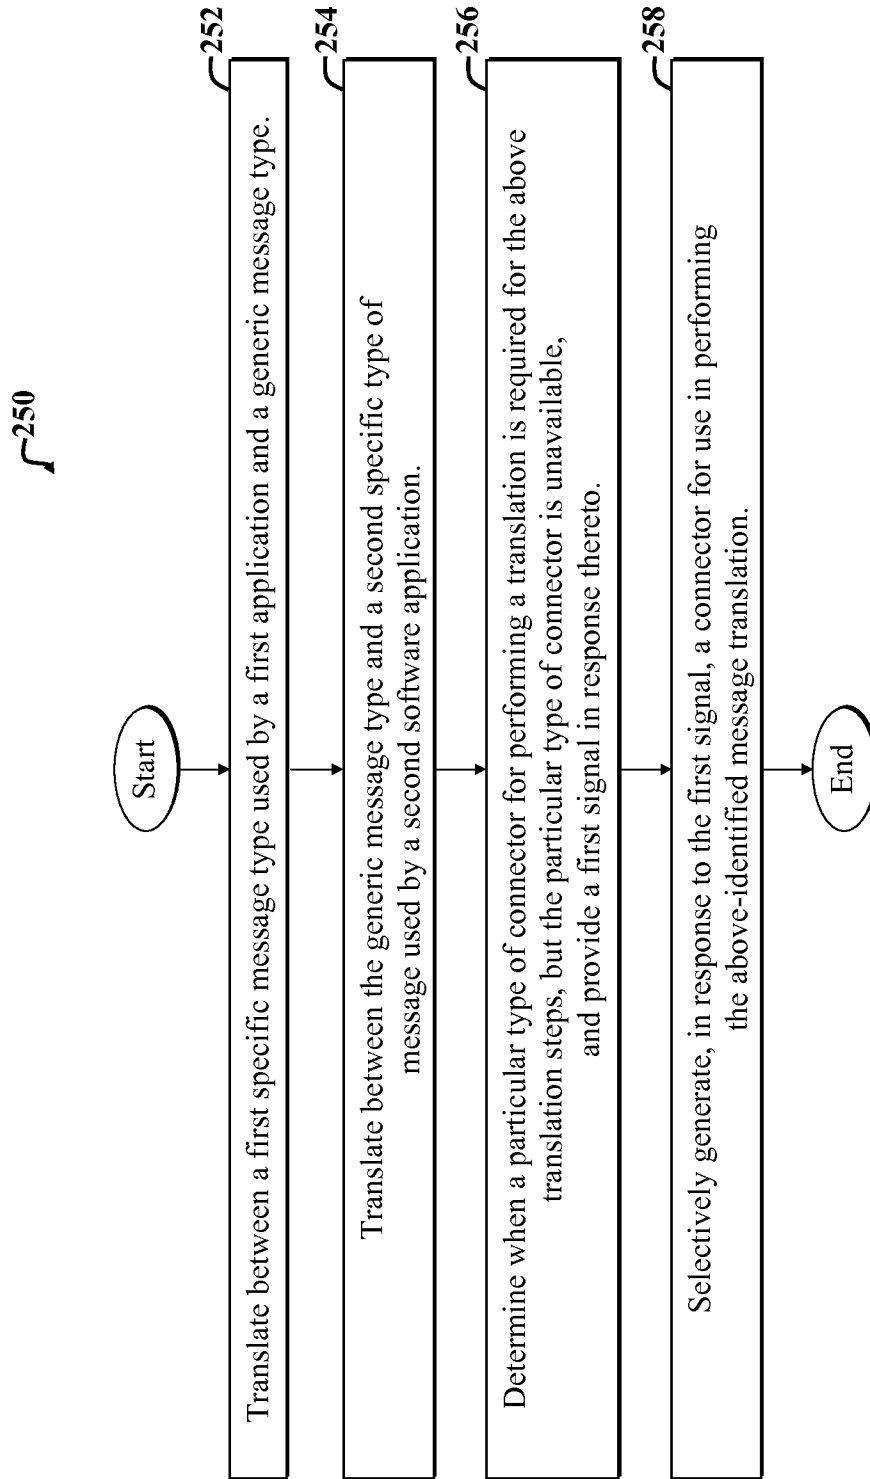 250
Start
252
Translate between a first specific message type used by a first application and a generic message type.
254
Translate between the generic message type and a second specific type of
message used by a second software application.
256
Determine when a particular type of connector for performing a translation is required for the above
translation steps, but the particular type of connector is unavailable,
and provide a first signal in response thereto.
258
Selectively generate, in response to the first signal, a connector for use in performing
the above-identified message translation.
End